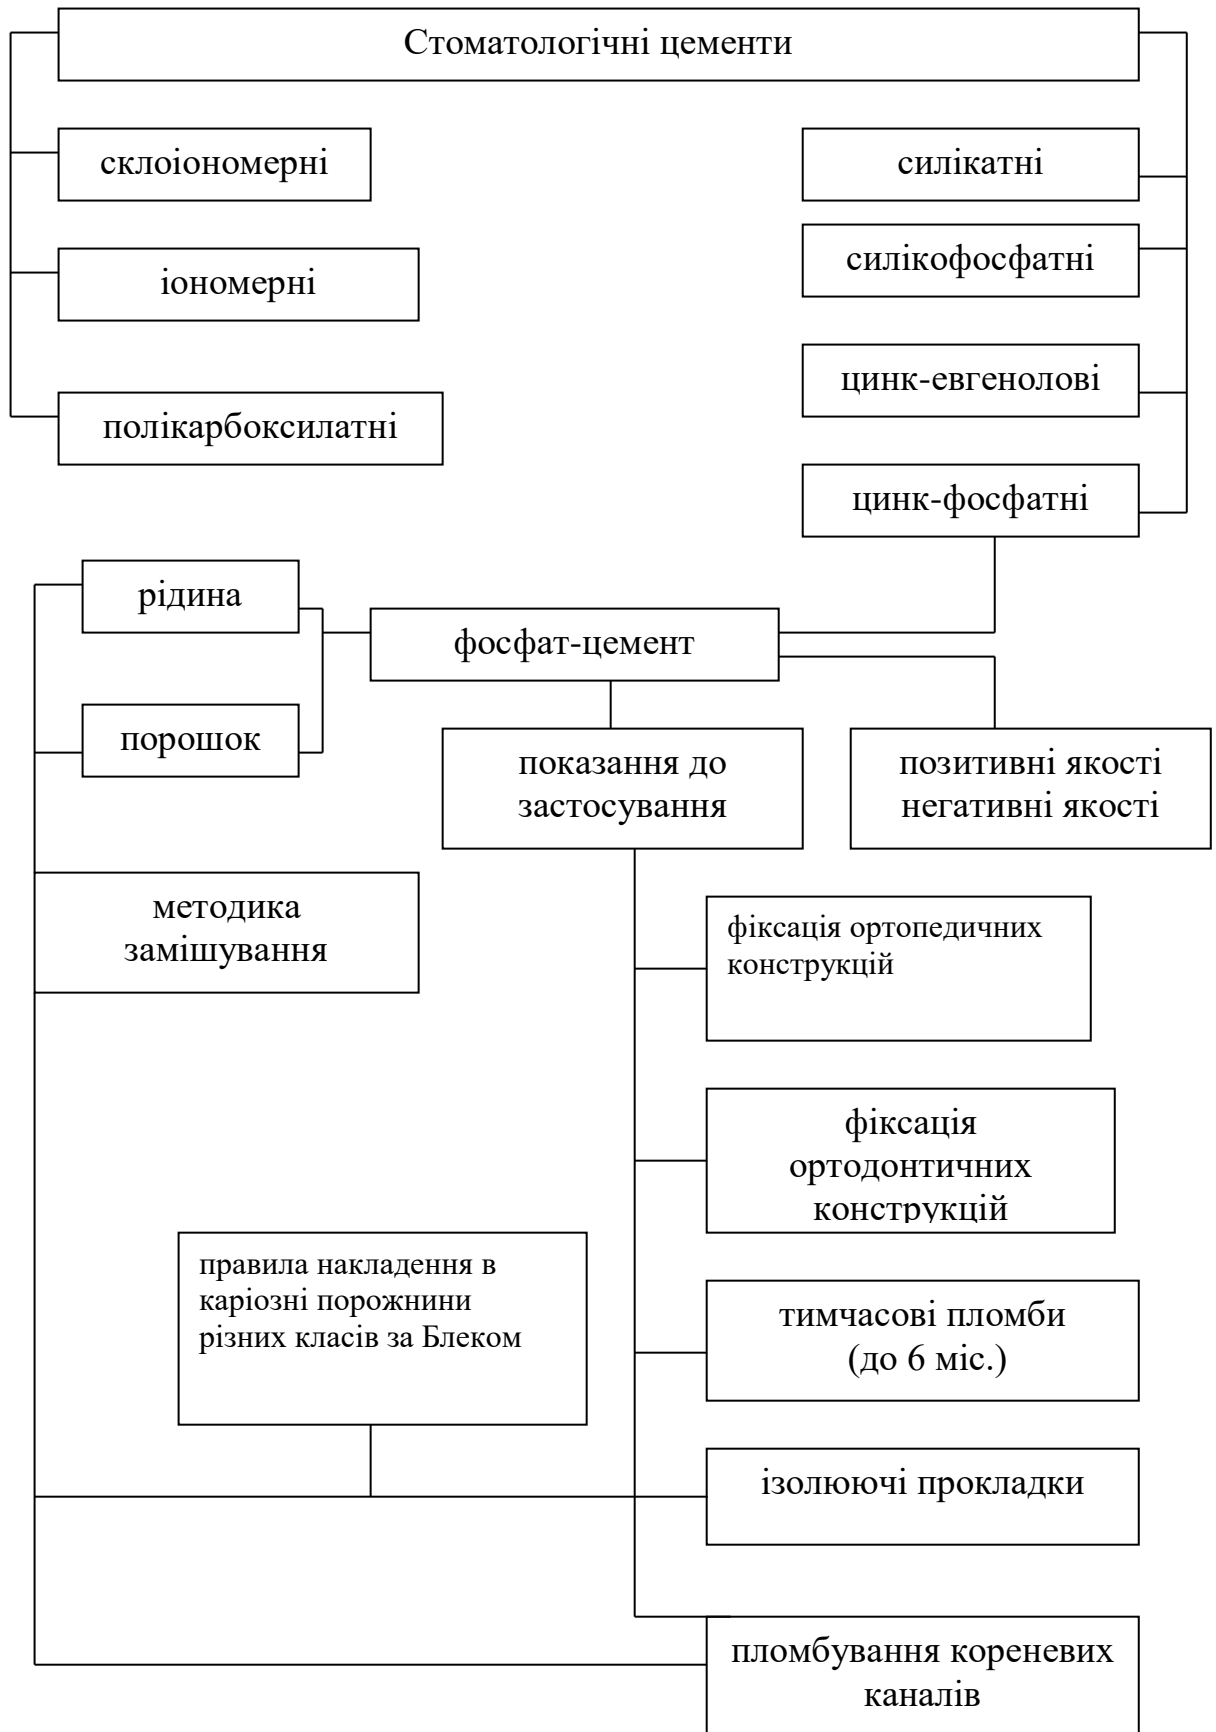 Стоматологічні цементи
склоіономерні
силікатні
силікофосфатні
іономерні
цинк-евгенолові
полікарбоксилатні
цинк-фосфатні
рідина
фосфат-цемент
порошок
показання до
застосування
позитивні якості
негативні якості
методика
замішування
фіксація ортопедичних
конструкцій
фіксація
ортодонтичних
конструкцій
правила накладення в
каріозні порожнини
різних класів за Блеком
тимчасові пломби
(до 6 міс.)
ізолюючі прокладки
пломбування кореневих
каналів